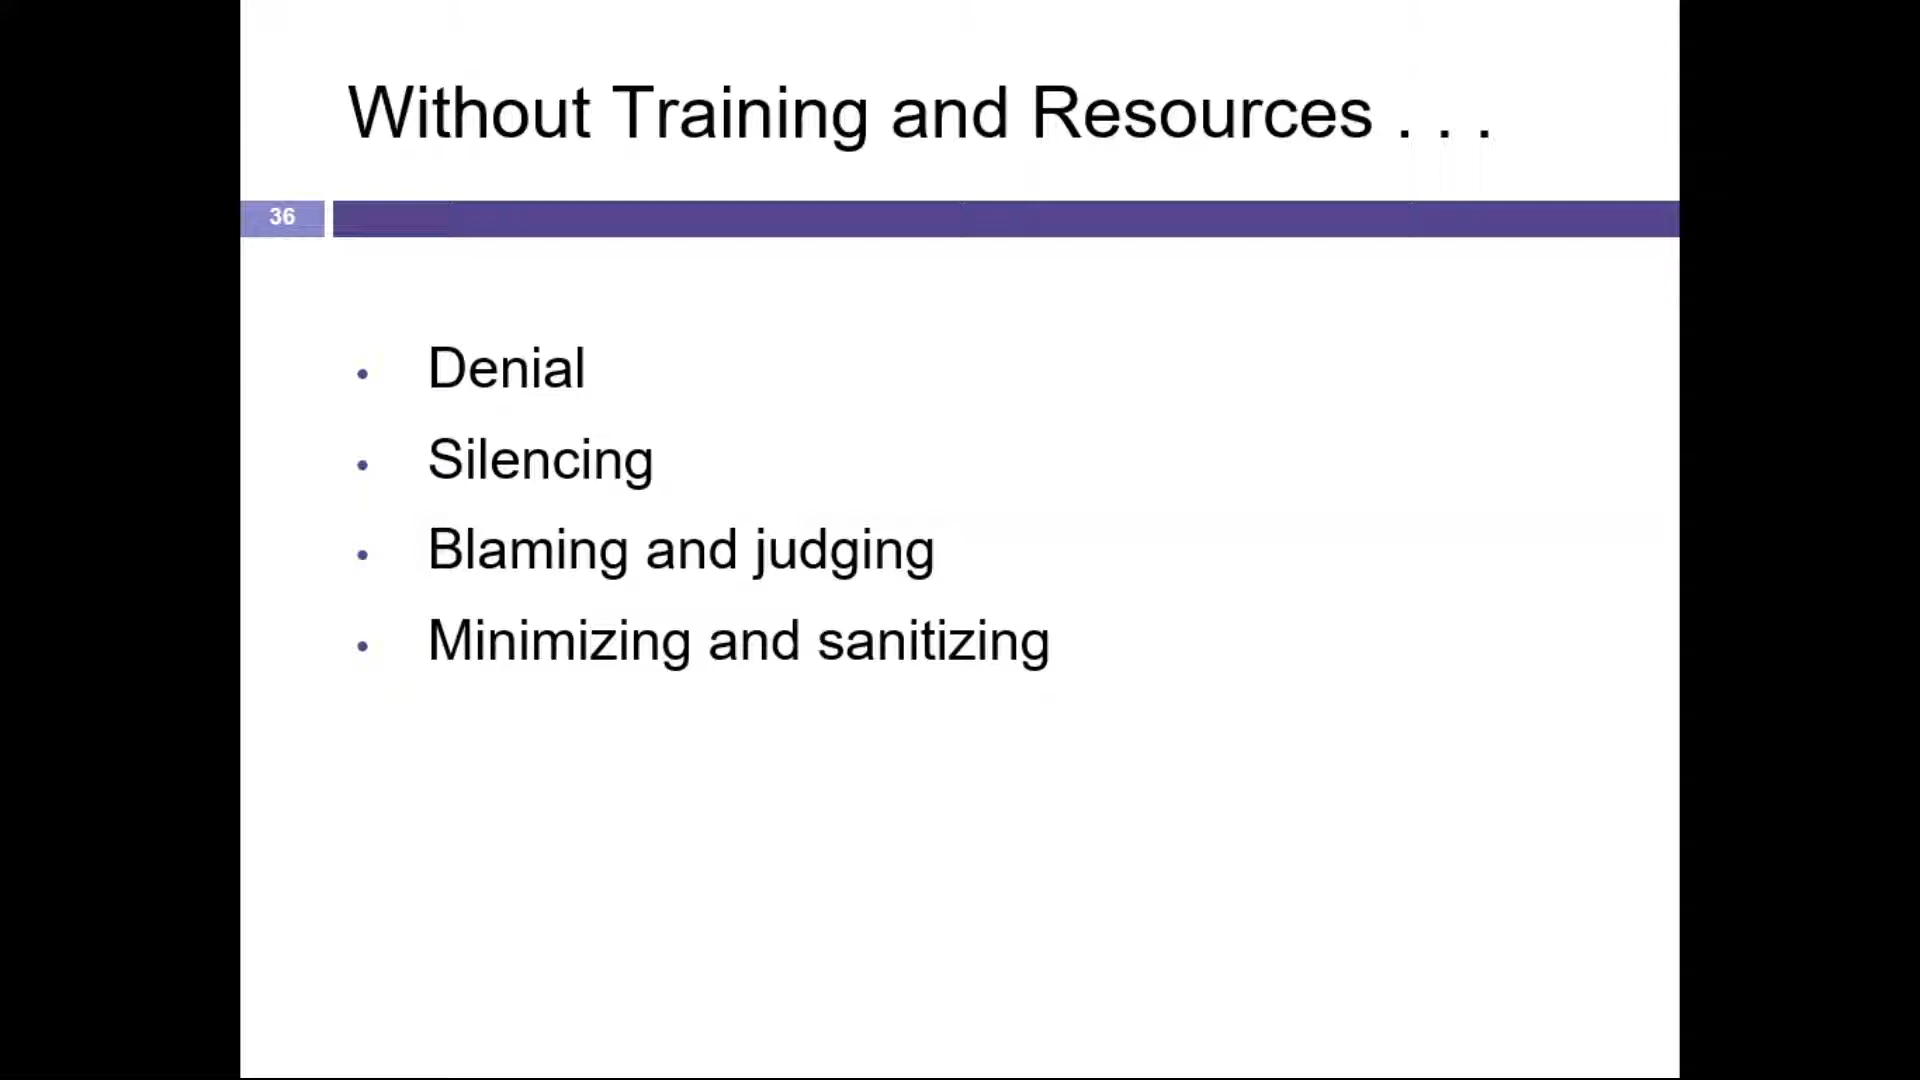 Without Training and Resources . . .
36
• Denial
• Silencing
• Blaming and judging
• Minimizing and sanitizing